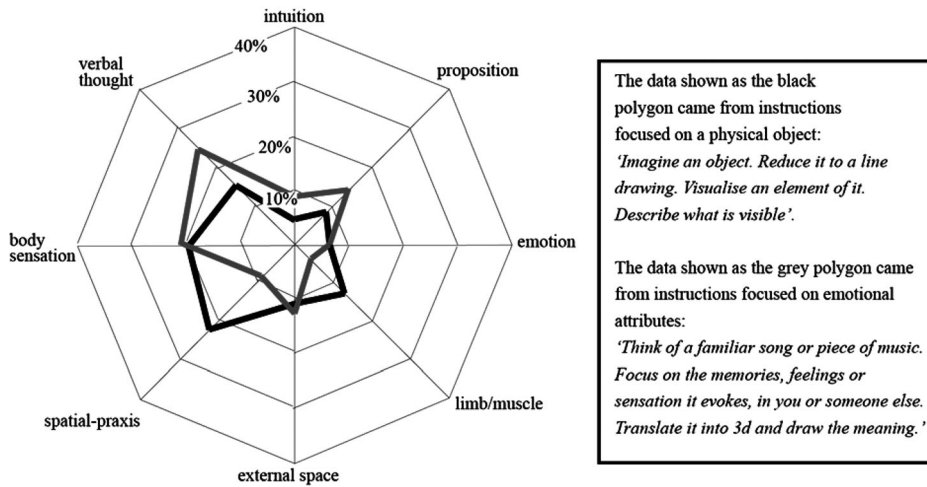 intuition
40%
verbal
thought
proposition
30%
20%
10%
body
sensation
emotion
spatial-praxis
limb/muscle
external space
The data shown as the black
polygon came from instructions
focused on a physical object:
‘Imagine an object. Reduce it to a line
drawing. Visualise an element of it.
Describe what is visible’.
The data shown as the grey polygon came
from instructions focused on emotional
attributes:
‘Think of a familiar song or piece of music.
Focus on the memories, feelings or
sensation it evokes, in you or someone else.
Translate it into 3d and draw the meaning.’